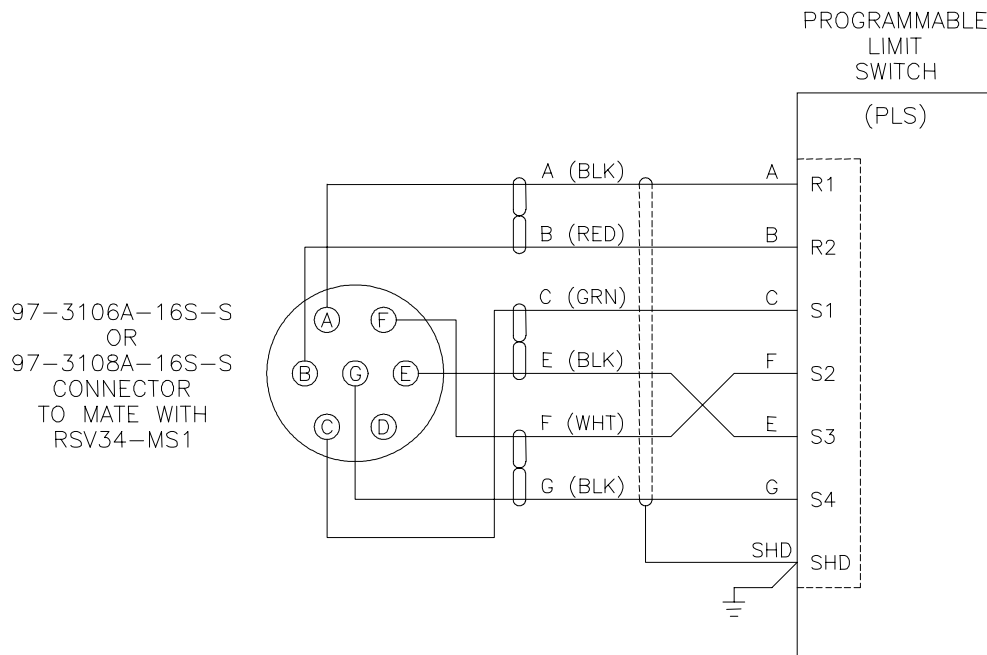 PROGRAMMABLE
LIMIT
SWITCH
(PLS)
A (BLK) A R1
B (RED) B R2
C (GRN) C S1
E (BLK) F S2
F (WHT) E S3
G (BLK) G S4
SHD SHD
A F
B G E
C D
97-3106A-16S-S
OR
97-3108A-16S-S
CONNECTOR
TO MATE WITH
RSV34-MS1